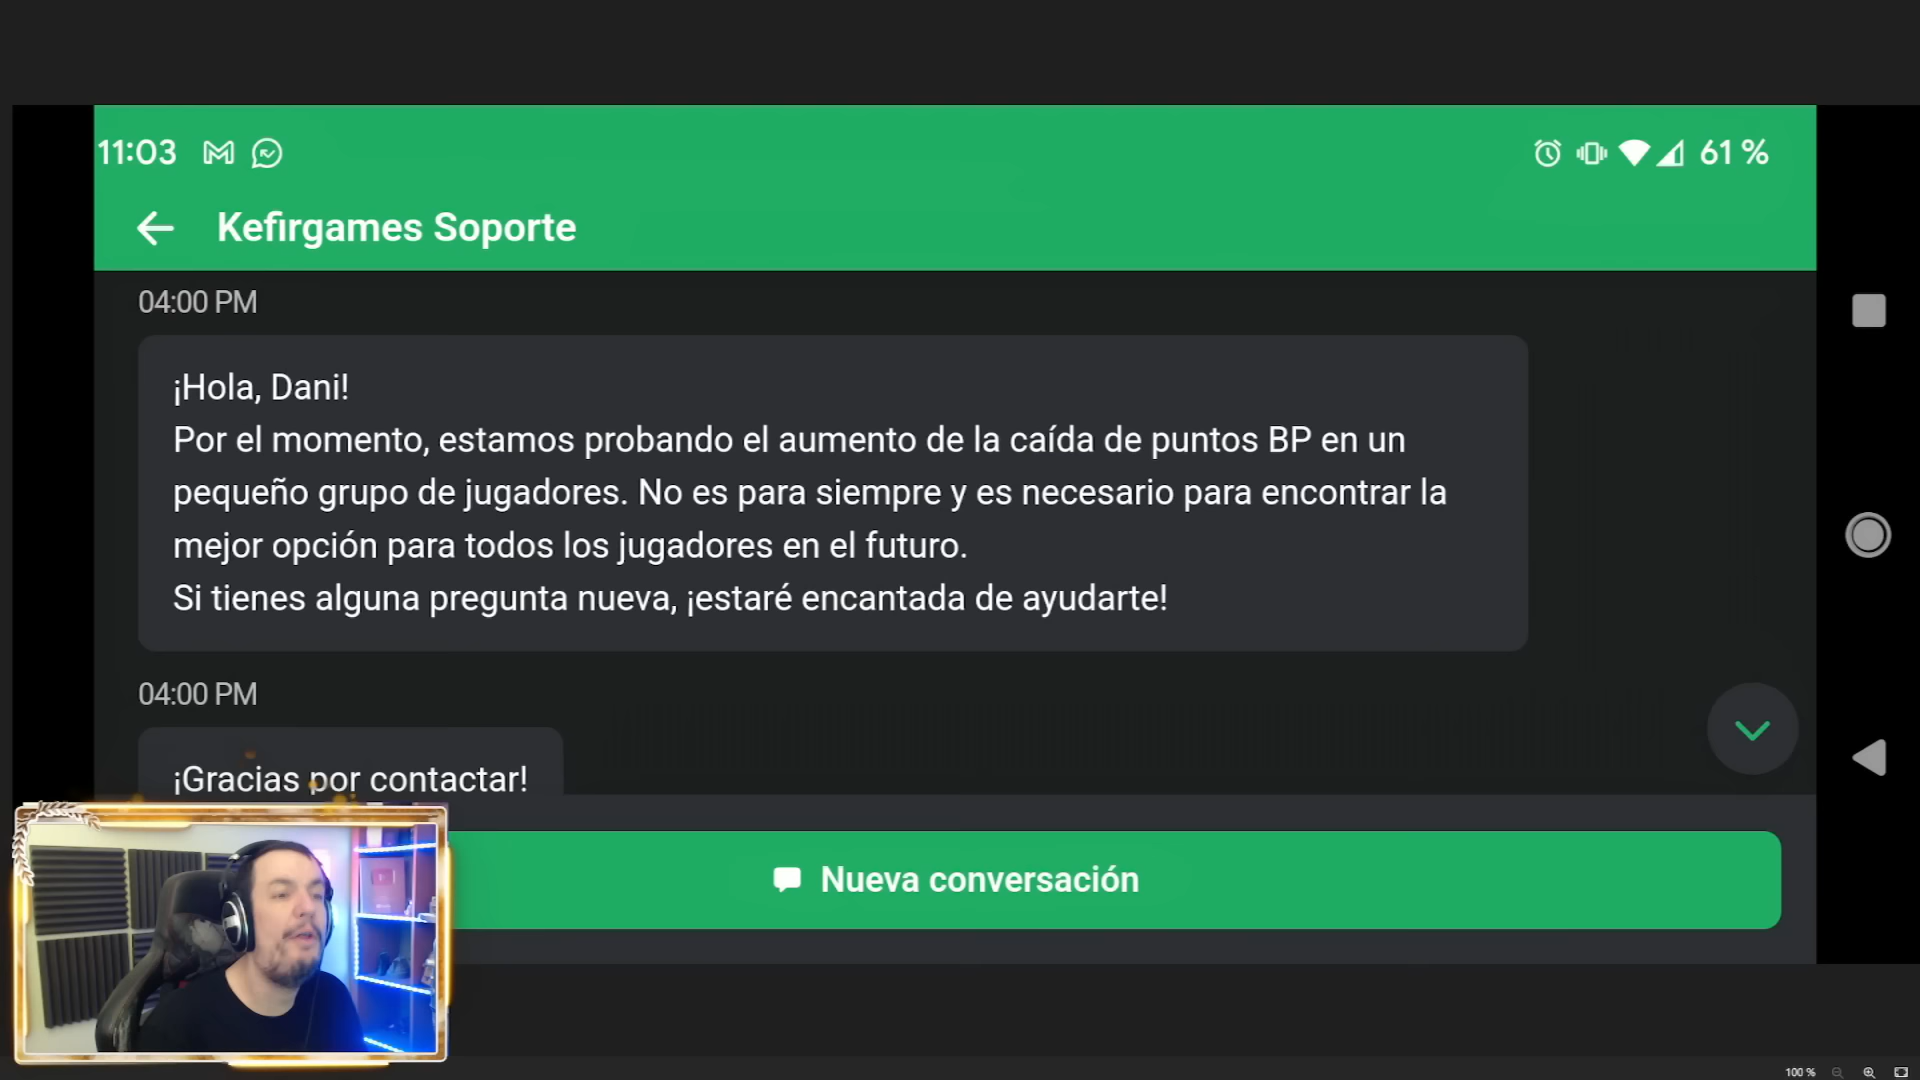 11:03
61 %
Kefirgames Soporte
04:00 PM
¡Hola, Dani!
Por el momento, estamos probando el aumento de la caída de puntos BP en un
pequeño grupo de jugadores. No es para siempre y es necesario para encontrar la
mejor opción para todos los jugadores en el futuro.
Si tienes alguna pregunta nueva, ¡estaré encantada de ayudarte!
04:00 PM
¡Gracias por contactar!
Nueva conversación
100 %